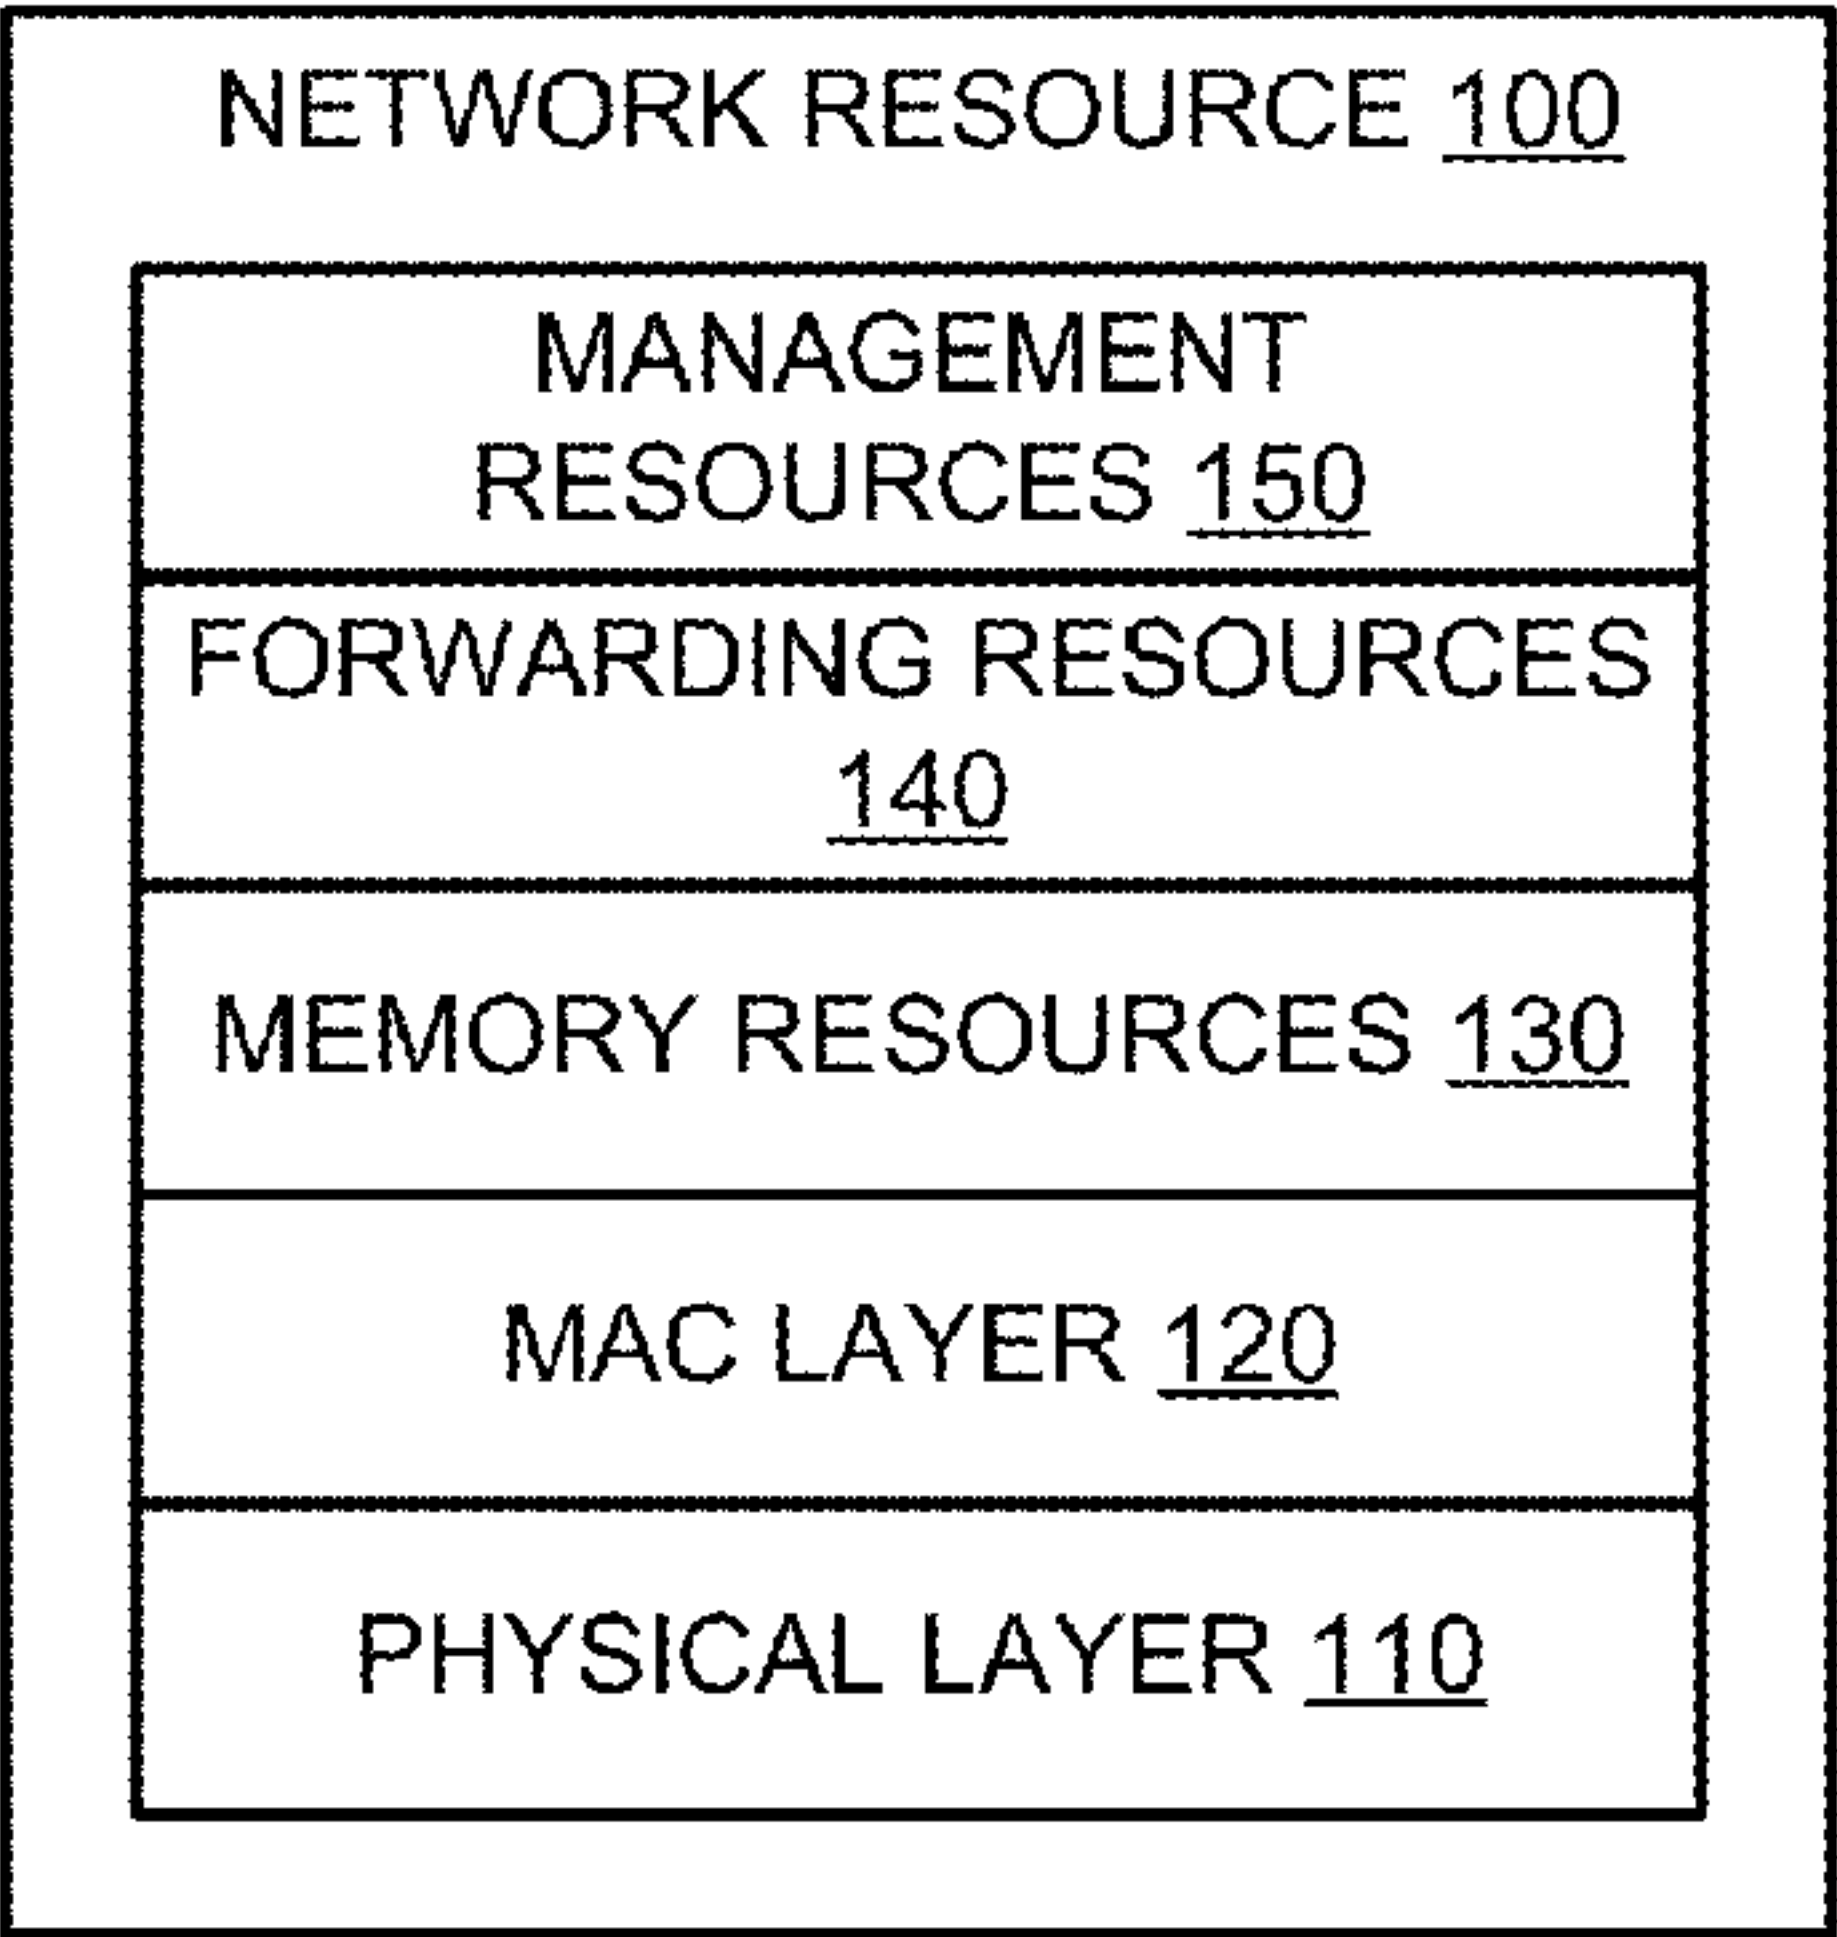 NETWORK RESOURCE 100
MANAGEMENT
RESOURCES 150
FORWARDING RESOURCES
140
MEMORY RESOURCES 130
MAC LAYER 120
PHYSICAL LAYER 110